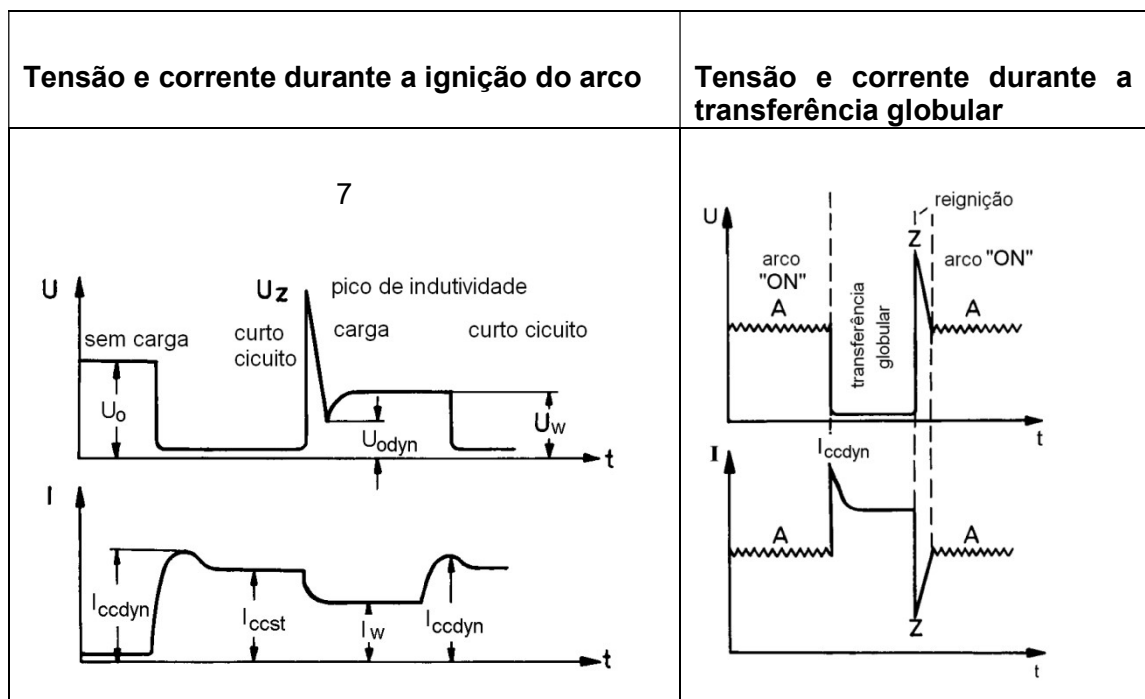 Tensão e corrente durante a ignição do arco
Tensão e corrente durante a
transferência globular
7
U
Uz
pico de indutividade
sem carga
curto
cicuito
carga
curto cicuito
Uo
Uodyn
Uw
t
I
Iccdyn
Iccst
Iw
Iccdyn
t
reignição
U
Z
arco
"ON"
A
transferência
globular
arco "ON"
A
t
Iccdyn
I
A
A
Z
t